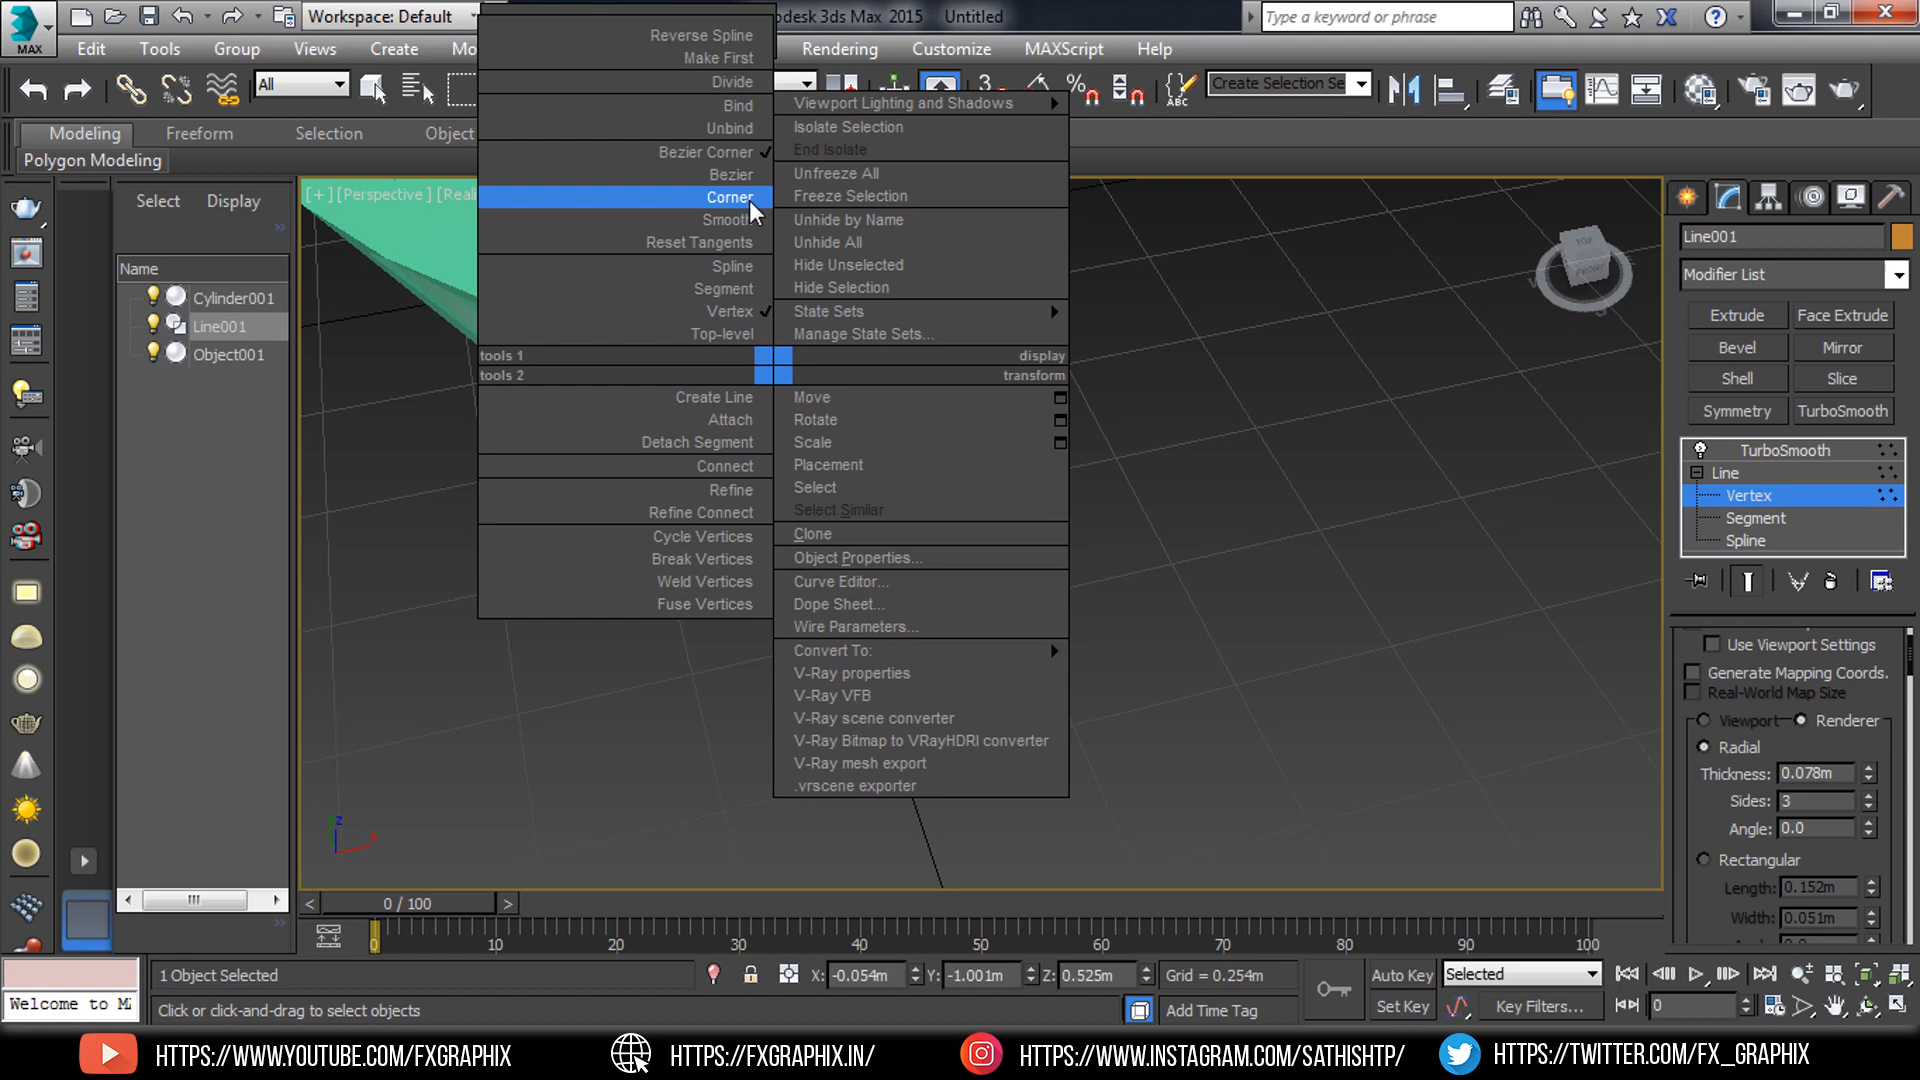 MAX
Workspace: Default
odesk 3ds Max 2015 Untitled
Type a keyword or phrase
Edit Tools Group Views Create Mo Rendering Customize MAXScript Help
All
Create Selection Se
Modeling Freeform Selection Object
Polygon Modeling
Select Display
Name
Cylinder001
Line001
Object001
[+] [Perspective] [Reali
Reverse Spline
Make First
Divide
Bind
Unbind
Bezier Corner
Bezier
Corner
Smooth
Reset Tangents
Spline
Segment
Vertex
Top-level
tools 1
tools 2
Create Line
Attach
Detach Segment
Connect
Refine
Refine Connect
Cycle Vertices
Break Vertices
Weld Vertices
Fuse Vertices
Viewport Lighting and Shadows
Isolate Selection
End Isolate
Unfreeze All
Freeze Selection
Unhide by Name
Unhide All
Hide Unselected
Hide Selection
State Sets
Manage State Sets...
display
transform
Move
Rotate
Scale
Placement
Select
Select Similar
Clone
Object Properties...
Curve Editor...
Dope Sheet...
Wire Parameters...
Convert To:
V-Ray properties
V-Ray VFB
V-Ray scene converter
V-Ray Bitmap to VRayHDRI converter
V-Ray mesh export
.vrscene exporter
TOP
FRONT
Line001
Modifier List
Extrude Face Extrude
Bevel Mirror
Shell Slice
Symmetry TurboSmooth
TurboSmooth
Line
Vertex
Segment
Spline
Use Viewport Settings
Generate Mapping Coords.
Real-World Map Size
Viewport Renderer
Radial
Thickness: 0.078m
Sides: 3
Angle: 0.0
Rectangular
Length: 0.152m
Width: 0.051m
z
x
0 / 100
0 10 20 30 40 50 60 70 80 90 100
Welcome to MA
1 Object Selected
X: -0.054m Y: -1.001m Z: 0.525m Grid = 0.254m
Auto Key Selected
Click or click-and-drag to select objects
Add Time Tag
Set Key Key Filters... 0
HTTPS://WWW.YOUTUBE.COM/FXGRAPHIX HTTPS://FXGRAPHIX.IN/ HTTPS://WWW.INSTAGRAM.COM/SATHISHTP/ HTTPS://TWITTER.COM/FX_GRAPHIX